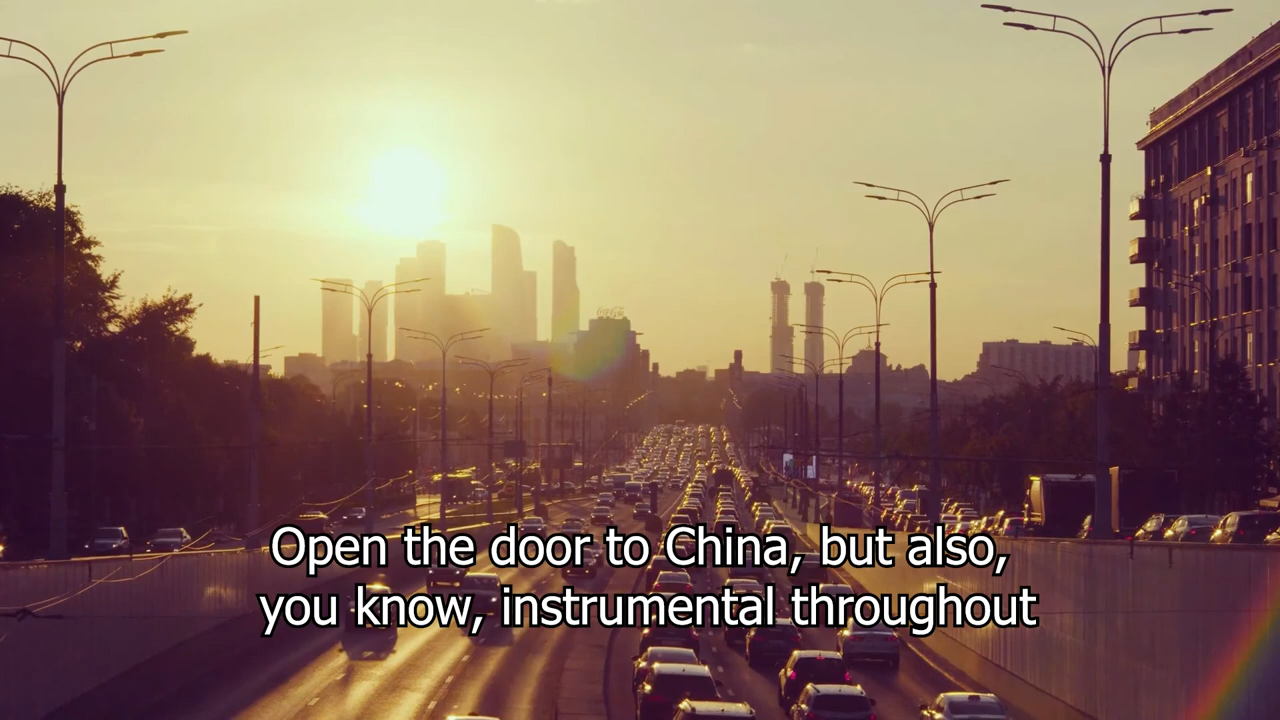 Open the door to China, but also,
you know, instrumental throughout